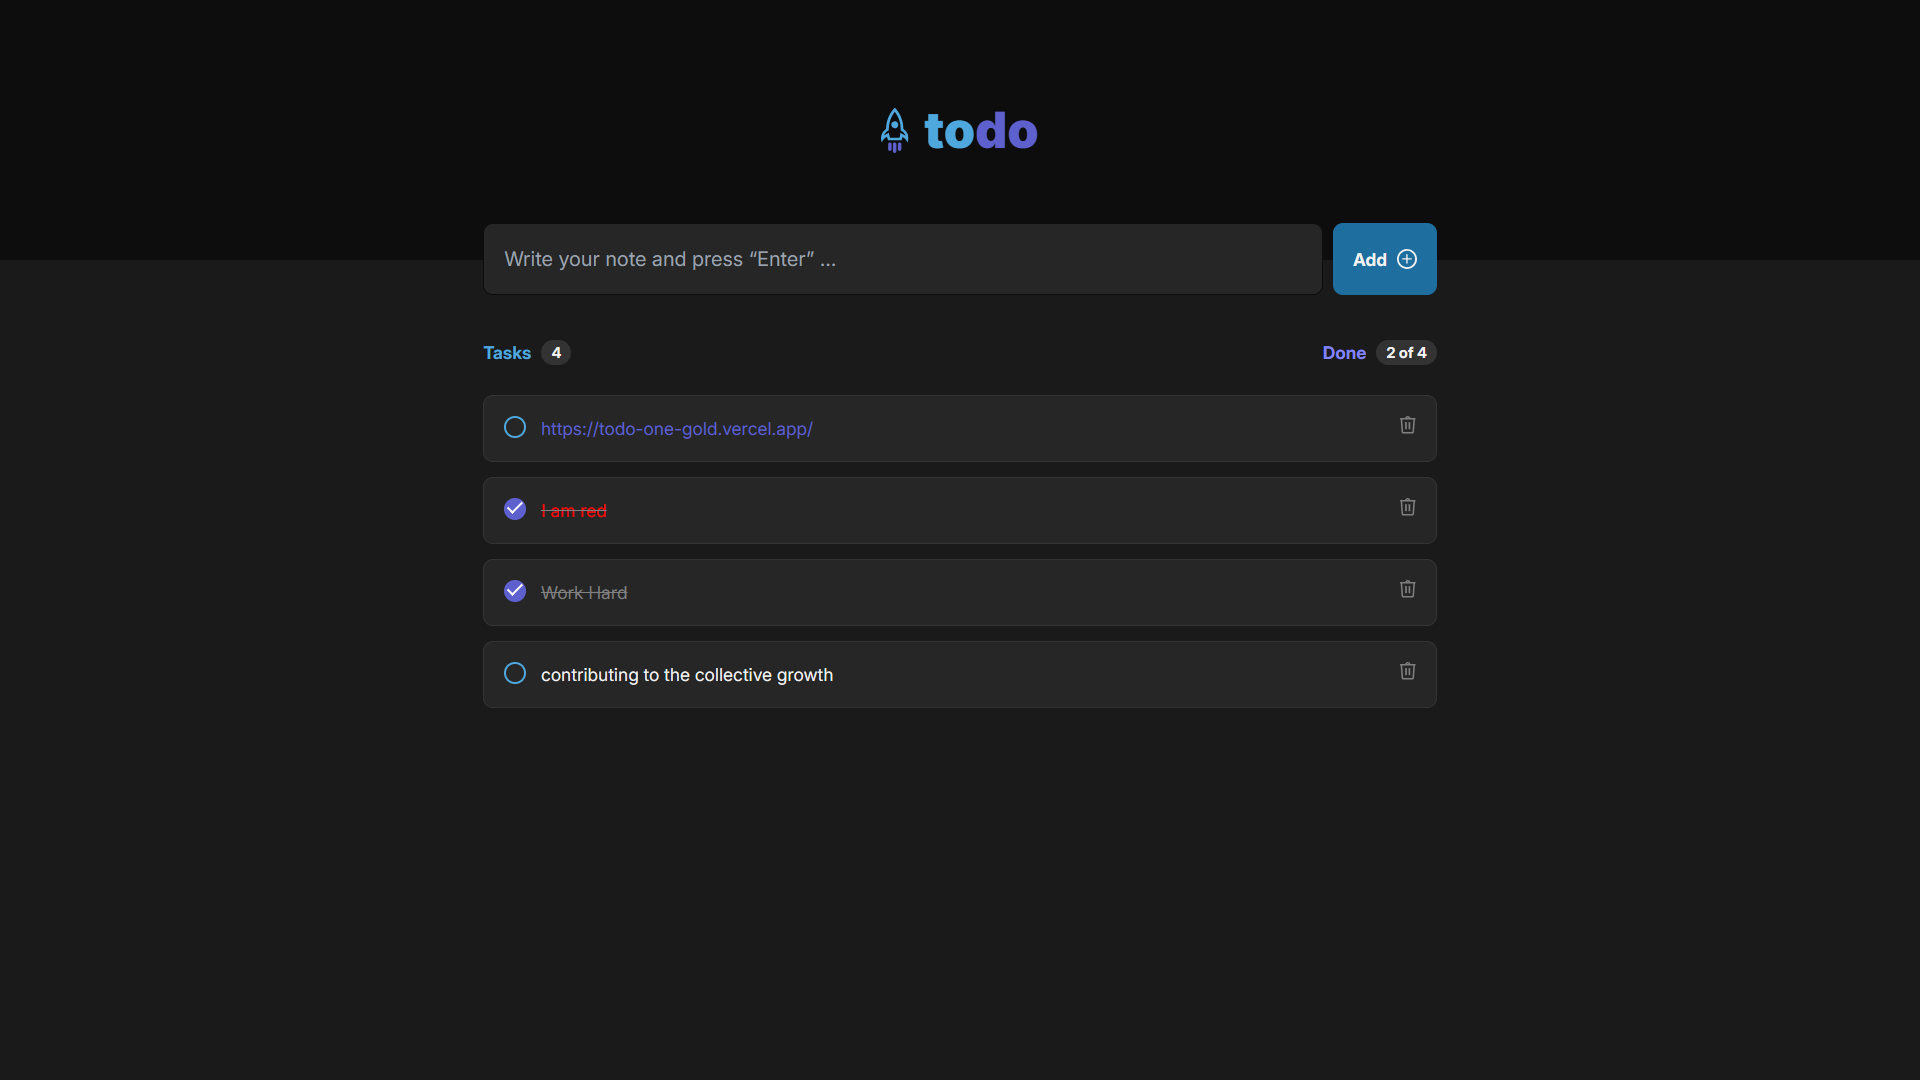 todo
Write your note and press “Enter” ...
Add
Tasks 4
Done 2 of 4
https://todo-one-gold.vercel.app/
I am red
Work Hard
contributing to the collective growth